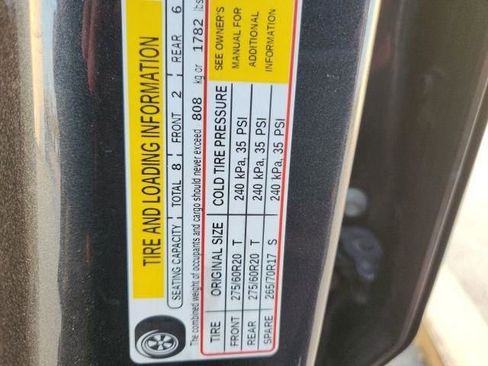 TIRE AND LOADING INFORMATION
SEATING CAPACITY TOTAL 8 FRONT 2 REAR 6
The combined weight of occupants and cargo should never exceed 808 kg or 1782 lbs
TIRE ORIGINAL SIZE COLD TIRE PRESSURE SEE OWNER'S
FRONT 275/60R20 T 240 kPa, 35 PSI MANUAL FOR
REAR 275/60R20 T 240 kPa, 35 PSI ADDITIONAL
SPARE 265/70R17 S 240 kPa, 35 PSI INFORMATION